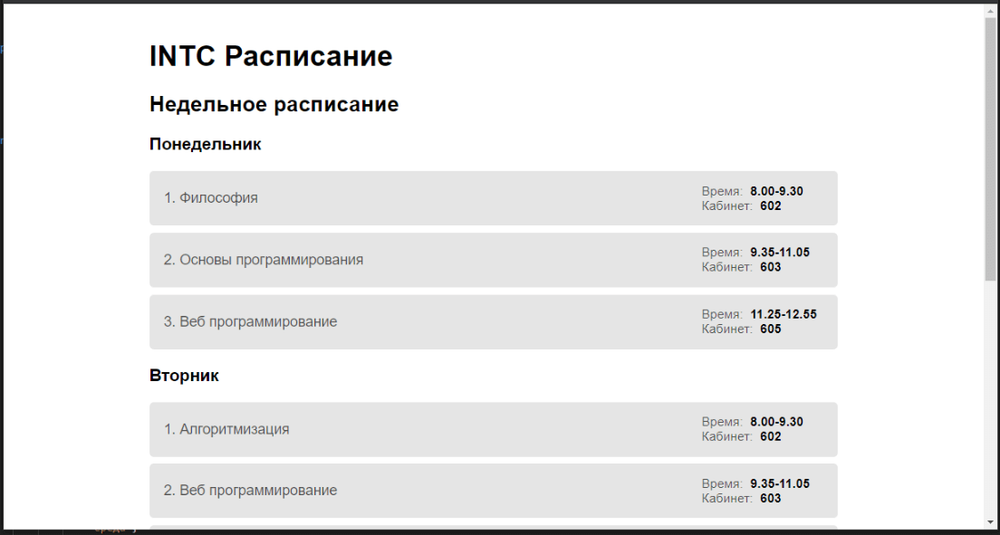 INTC Расписание
Недельное расписание
Понедельник
1. Философия
Время: 8.00-9.30
Кабинет: 602
2. Основы программирования
Время: 9.35-11.05
Кабинет: 603
3. Веб программирование
Время: 11.25-12.55
Кабинет: 605
Вторник
1. Алгоритмизация
Время: 8.00-9.30
Кабинет: 602
2. Веб программирование
Время: 9.35-11.05
Кабинет: 603